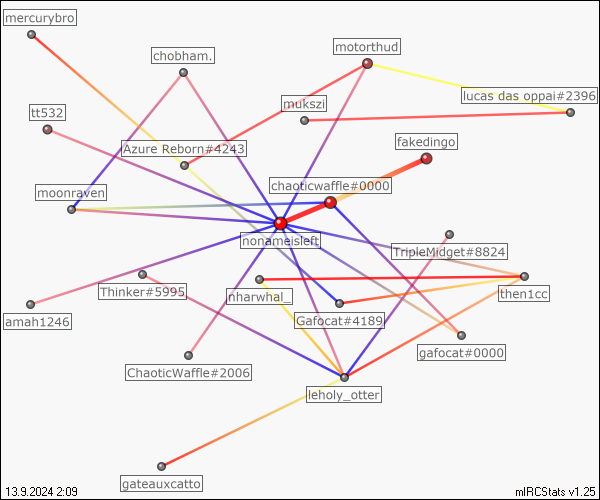 mercurybro
motorthud
chobham.
lucas das oppai#2396
mukszi
tt532
fakedingo
Azure Reborn#4243
chaoticwaffle#0000
moonraven
nonameisleft
TripleMidget#8824
Thinker#5995
nharwhal_
then1cc
Gafocat#4189
amah1246
gafocat#0000
ChaoticWaffle#2006
leholy_otter
gateauxcatto
13.9.2024 2:09
mIRCStats v1.25